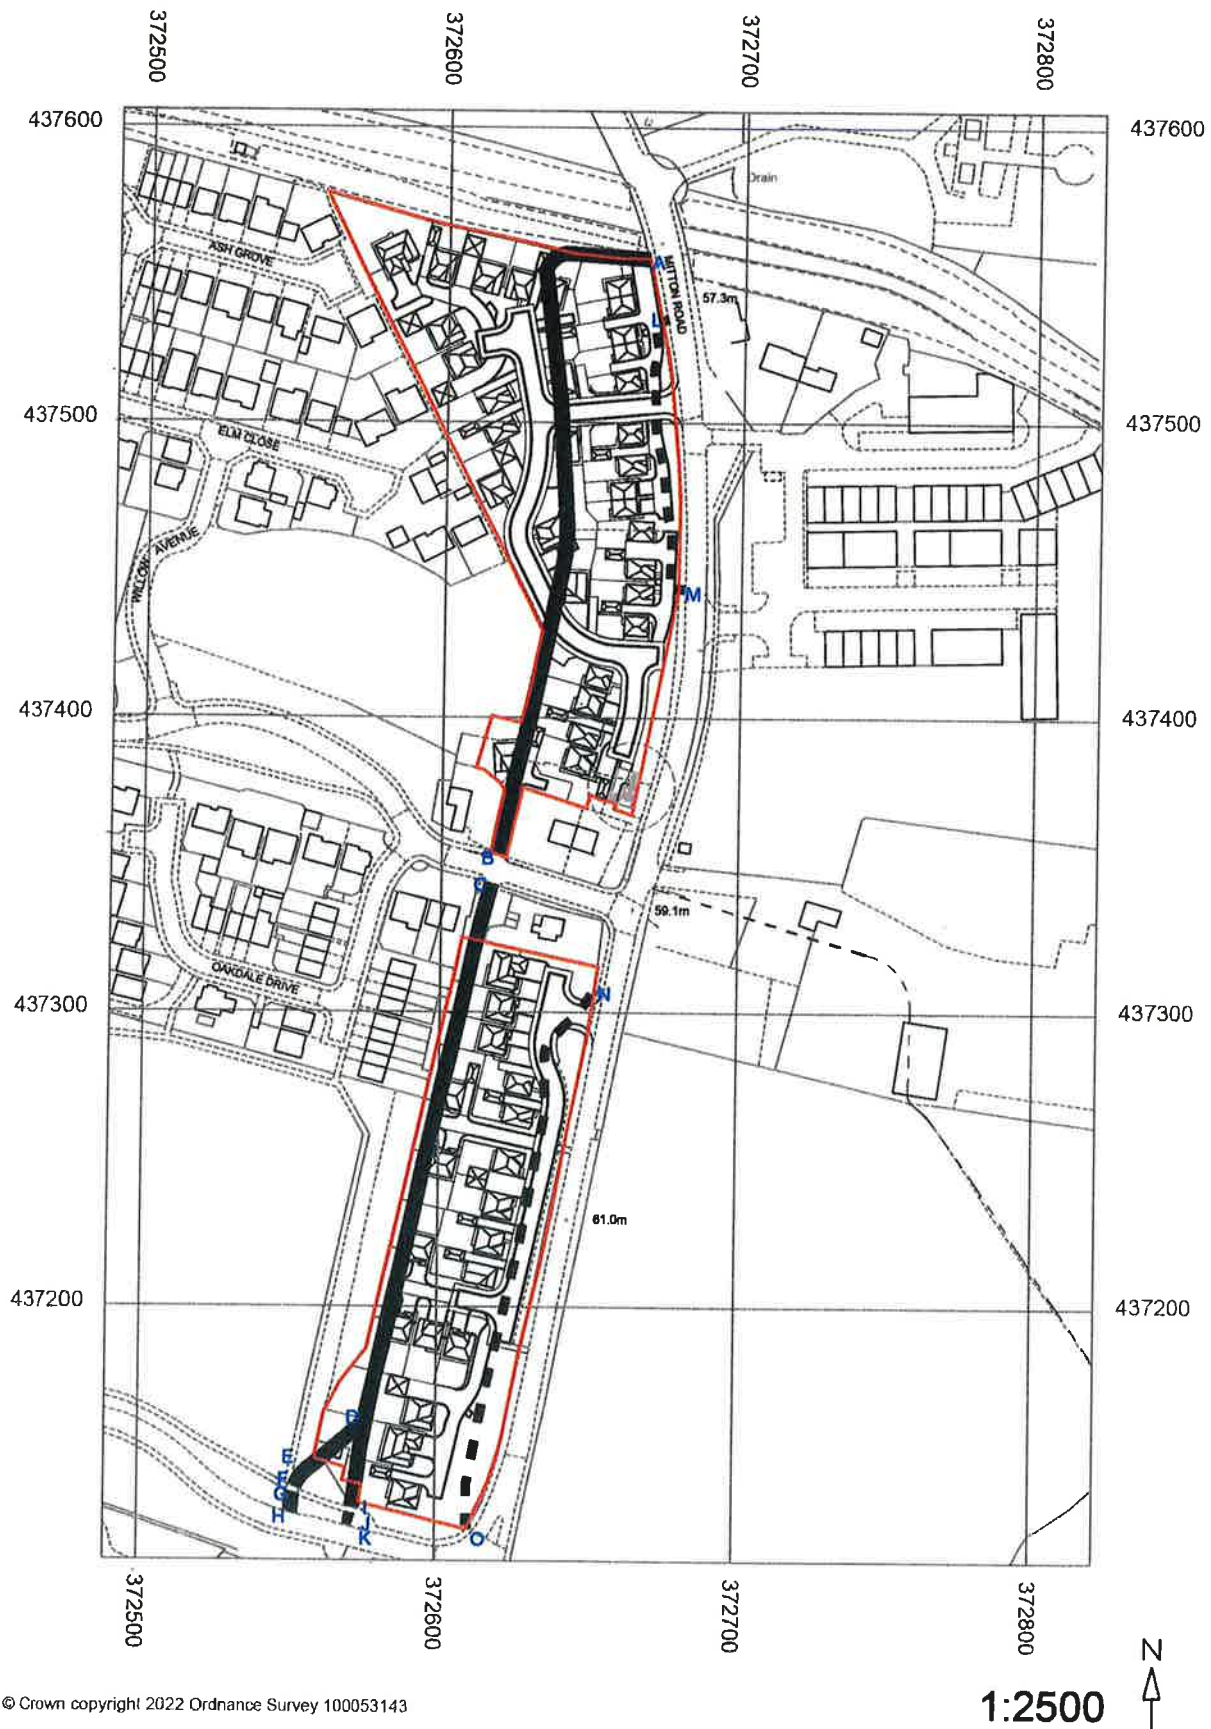 372500
372600
372700
372800
437600
437600
Drain
ASH GROVE
MITTON ROAD
A
57.3m
L
437500
437500
ELM CLOSE
WILLOW AVENUE
M
437400
437400
B
C
59.1m
OAKDALE DRIVE
N
437300
437300
61.0m
437200
437200
D
E
F
G
H
I
J
K
O
372500
372600
372700
372800
N
© Crown copyright 2022 Ordnance Survey 100053143
1:2500